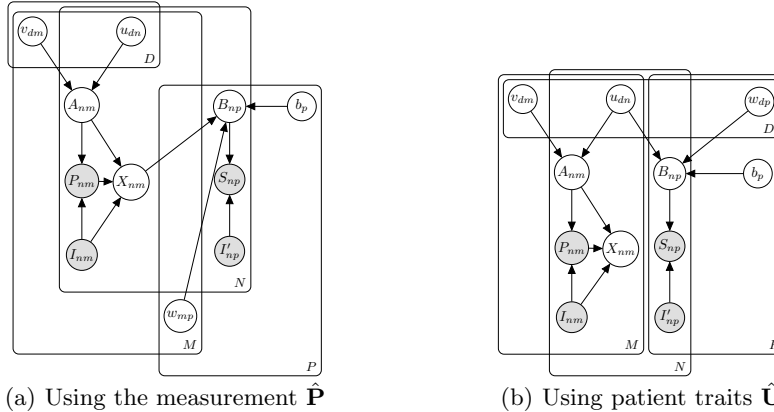 v_dm u_dn D
A_nm B_np b_p
P_nm X_nm S_np
I_nm I'_np
N
w_mp
M
P
(a) Using the measurement P̂
v_dm u_dn w_dp
D
A_nm B_np b_p
P_nm X_nm S_np
I_nm I'_np
M
N
(b) Using patient traits Û